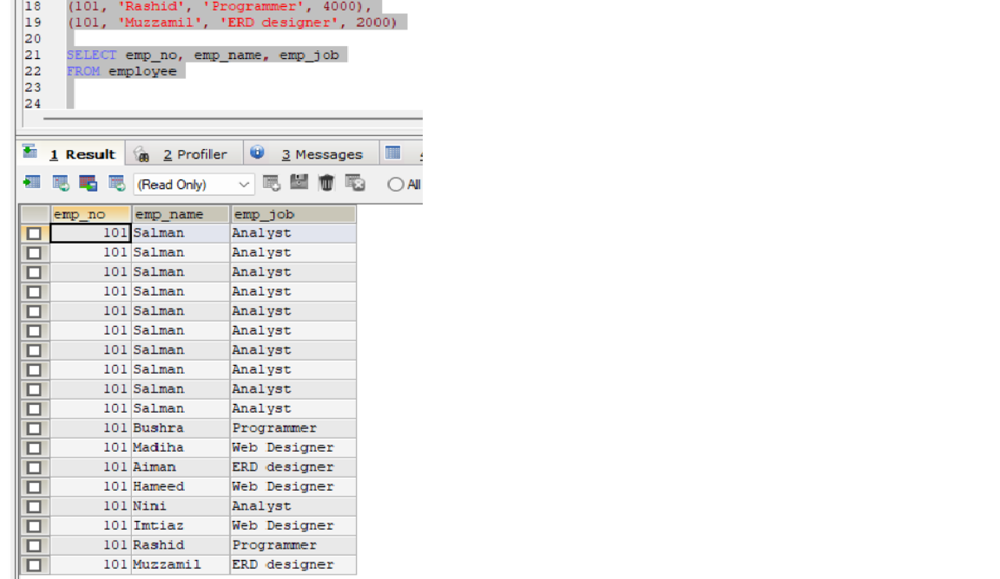 18 (101, 'Rashid', 'Programmer', 4000),
19 (101, 'Muzzamil', 'ERD designer', 2000)
20
21 SELECT emp_no, emp_name, emp_job
22 FROM employee
23
24
1 Result 2 Profiler 3 Messages
(Read Only) All
emp_no emp_name emp_job
101 Salman Analyst
101 Salman Analyst
101 Salman Analyst
101 Salman Analyst
101 Salman Analyst
101 Salman Analyst
101 Salman Analyst
101 Salman Analyst
101 Salman Analyst
101 Salman Analyst
101 Bushra Programmer
101 Madiha Web Designer
101 Aiman ERD designer
101 Hameed Web Designer
101 Nini Analyst
101 Imtiaz Web Designer
101 Rashid Programmer
101 Muzzamil ERD designer